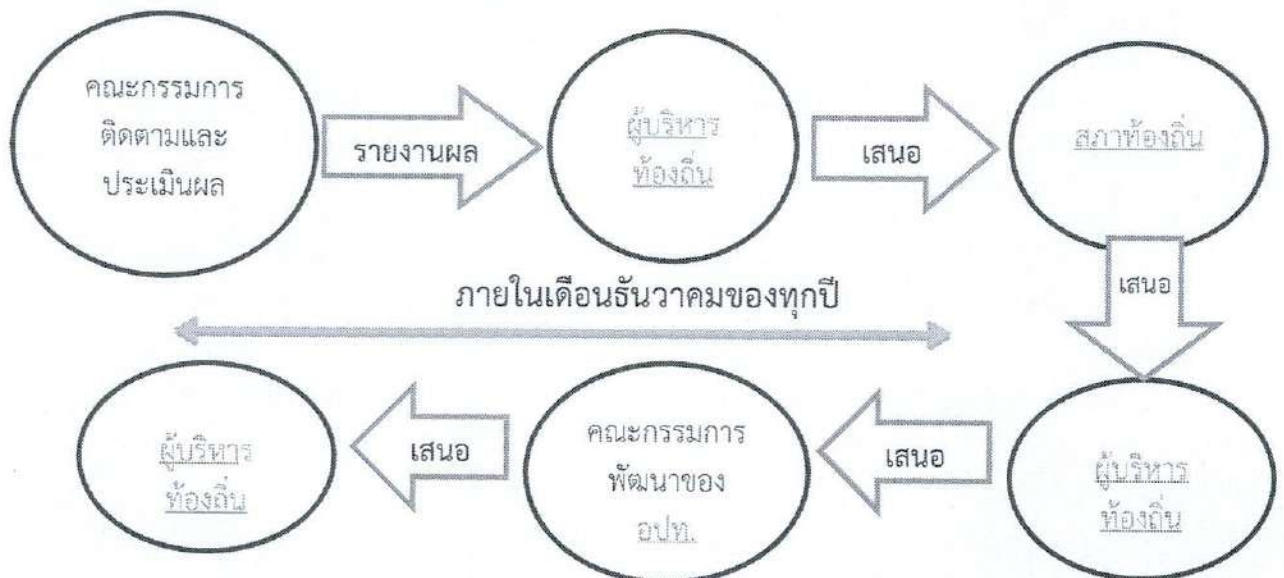 คณะกรรมการ
ติดตามและ
ประเมินผล
รายงานผล
ผู้บริหาร
ท้องถิ่น
เสนอ
สภาท้องถิ่น
เสนอ
ภายในเดือนธันวาคมของทุกปี
ผู้บริหาร
ท้องถิ่น
เสนอ
คณะกรรมการ
พัฒนาของ
อปท.
เสนอ
ผู้บริหาร
ท้องถิ่น